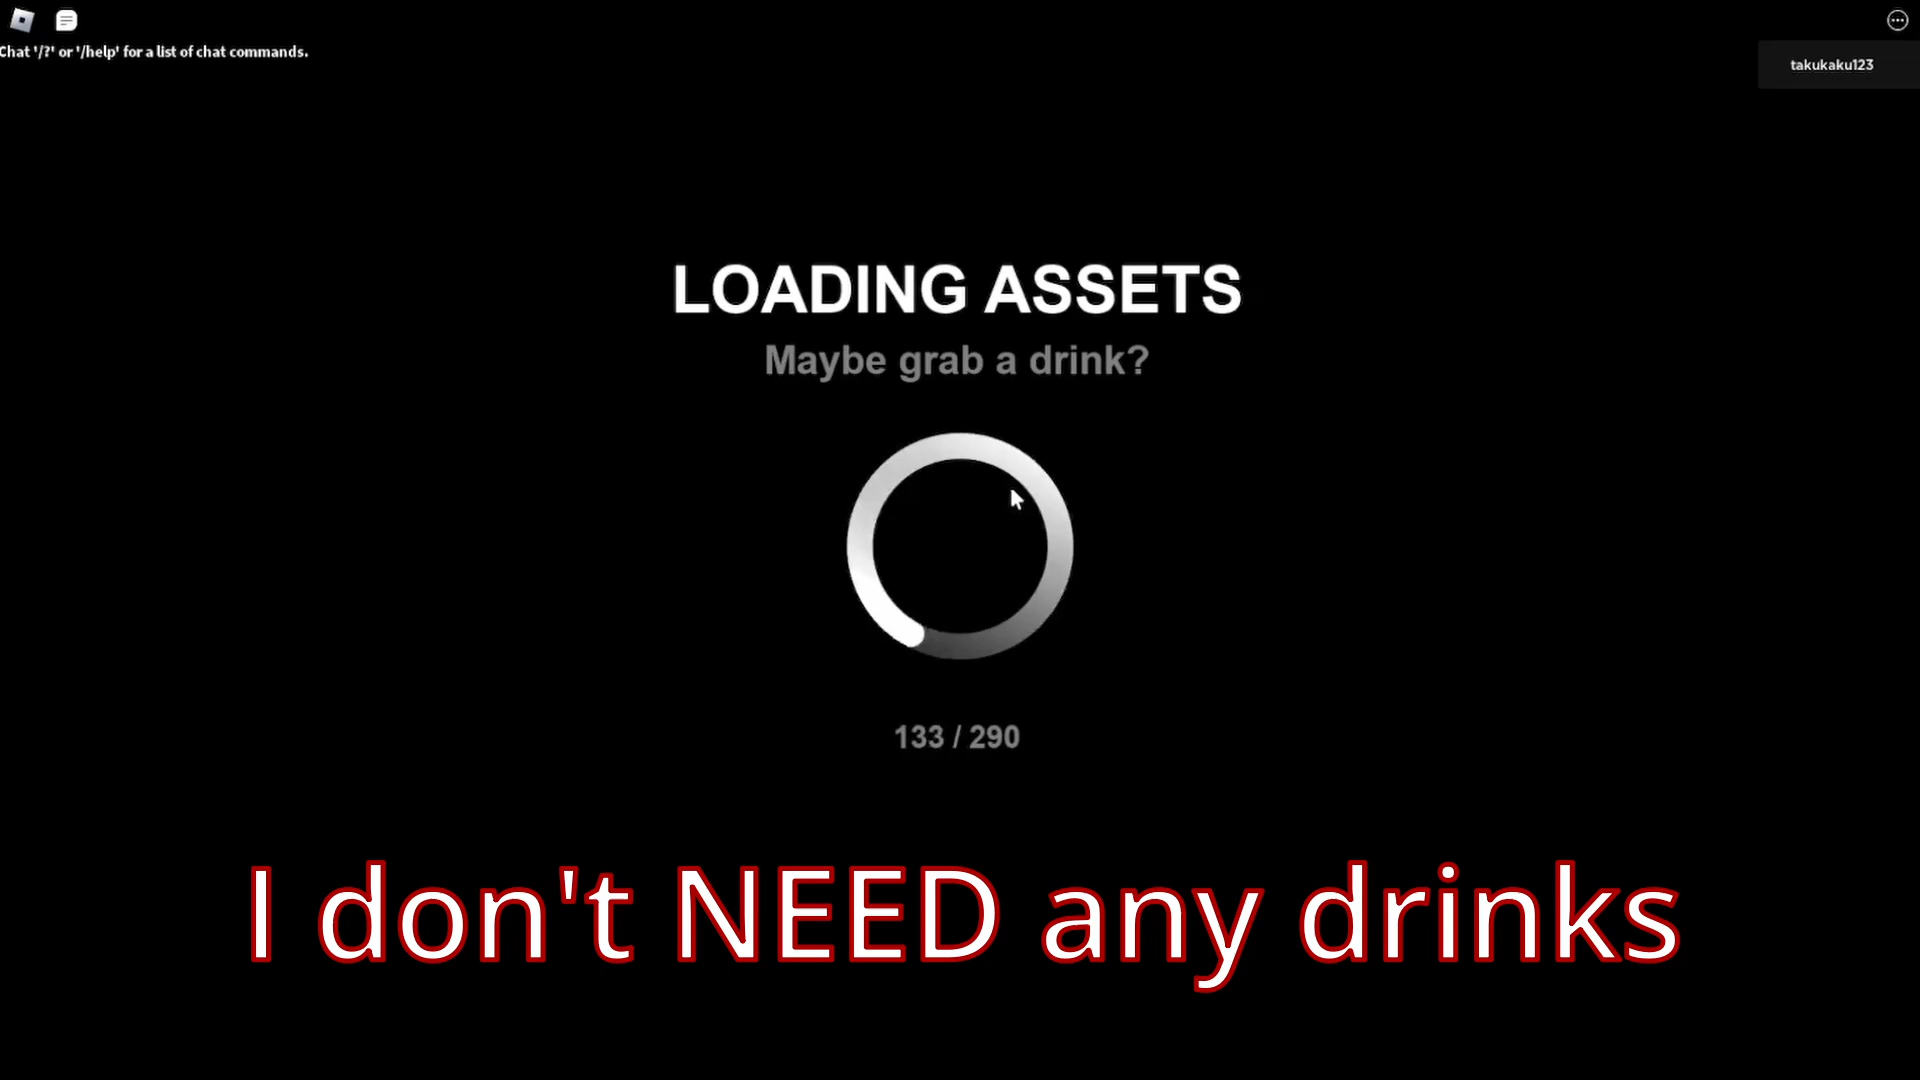 Chat '/?' or '/help' for a list of chat commands.
takukaku123
LOADING ASSETS
Maybe grab a drink?
133 / 290
I don't NEED any drinks